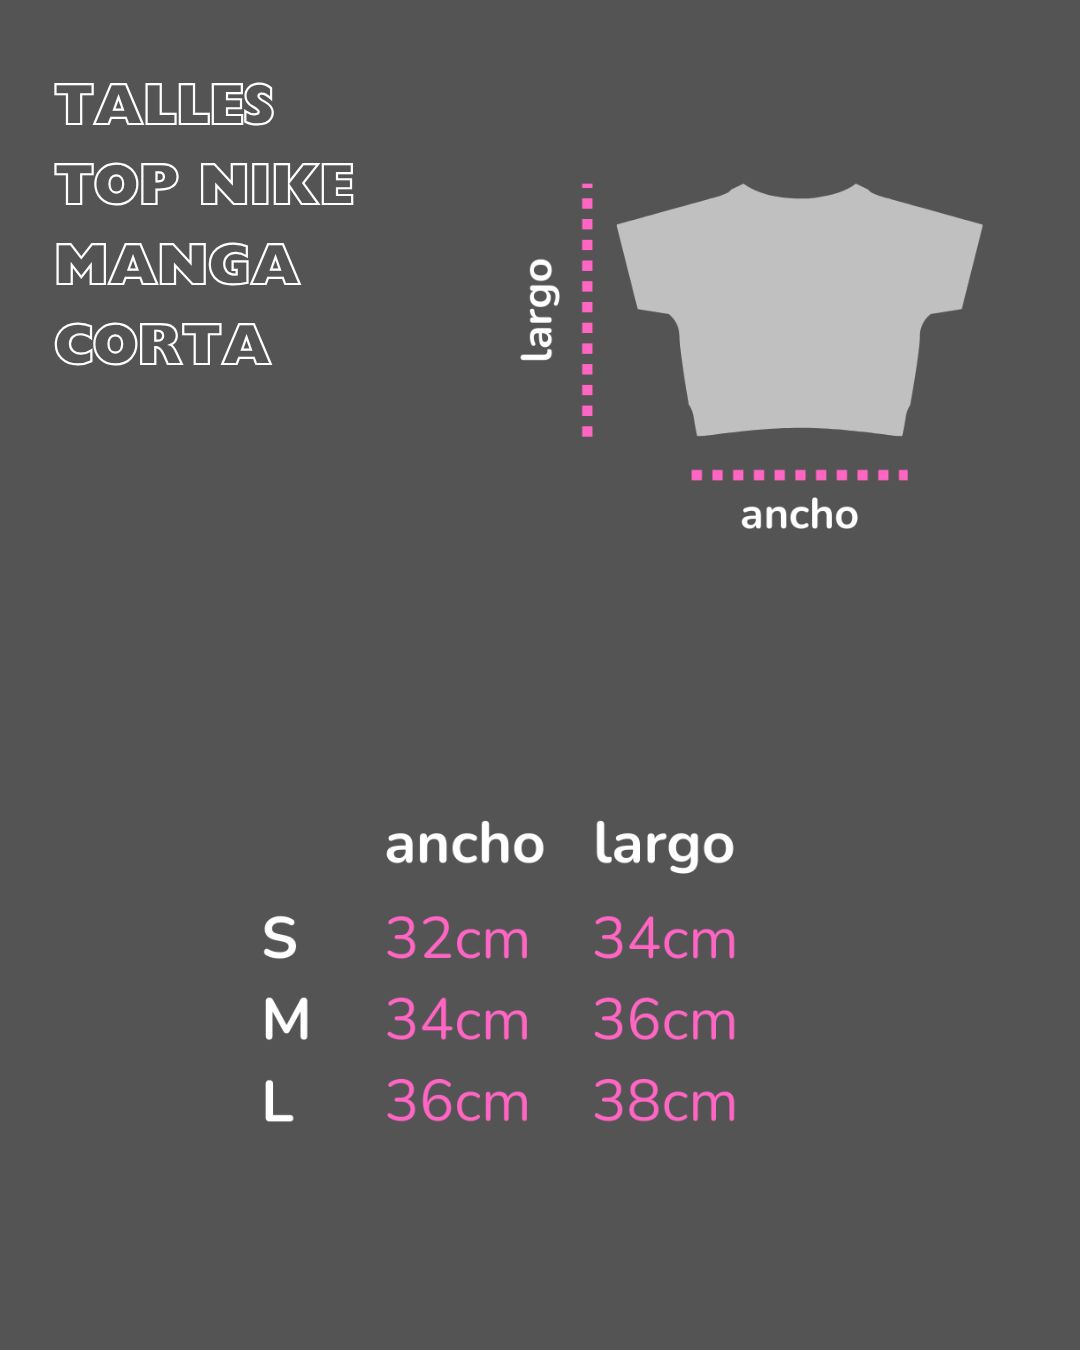 TALLES
TOP NIKE
MANGA
CORTA
largo
ancho
ancho largo
S 32cm 34cm
M 34cm 36cm
L 36cm 38cm